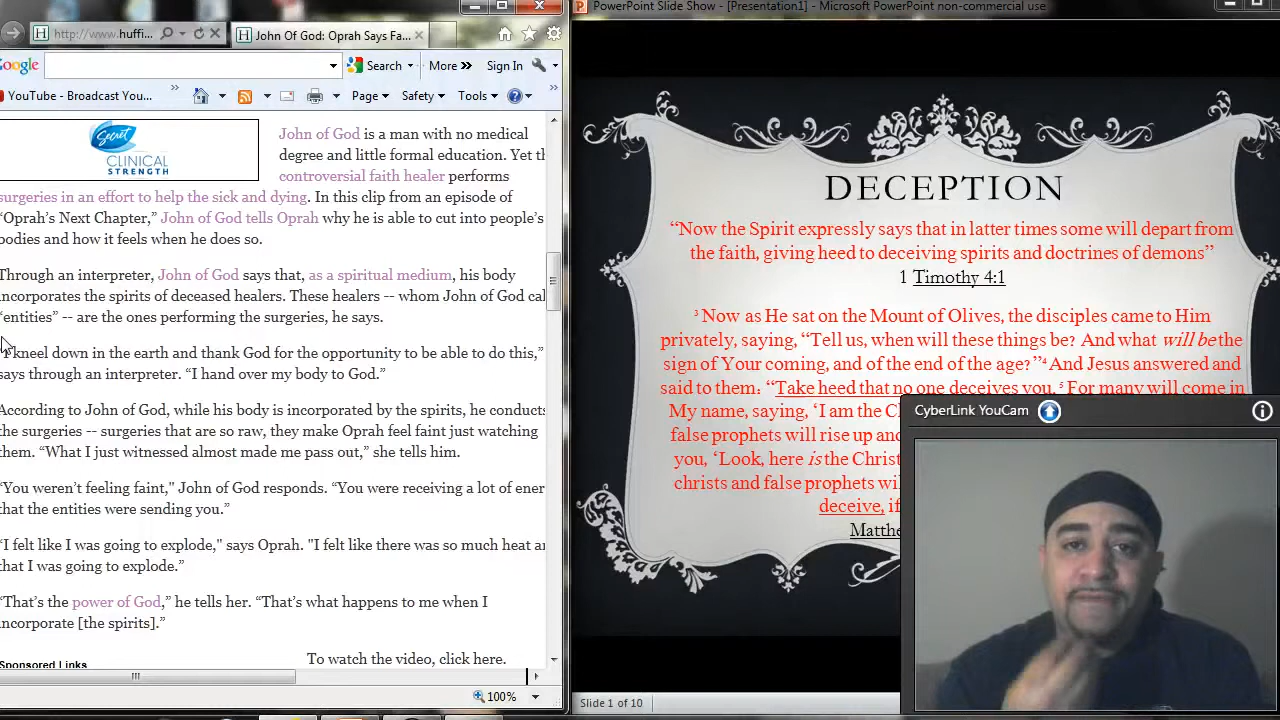 PowerPoint Slide Show - [Presentation1] - Microsoft PowerPoint non-commercial use
http://www.huffi...
John Of God: Oprah Says Fa...
Google
Search
More »
Sign In
YouTube - Broadcast You...
»
Page
Safety
Tools
»
Secret
CLINICAL
STRENGTH
John of God is a man with no medical
degree and little formal education. Yet th
controversial faith healer performs
surgeries in an effort to help the sick and dying. In this clip from an episode of
“Oprah's Next Chapter,” John of God tells Oprah why he is able to cut into people's
bodies and how it feels when he does so.
Through an interpreter, John of God says that, as a spiritual medium, his body
incorporates the spirits of deceased healers. These healers -- whom John of God cal
“entities” -- are the ones performing the surgeries, he says.
“I kneel down in the earth and thank God for the opportunity to be able to do this,”
says through an interpreter. “I hand over my body to God.”
According to John of God, while his body is incorporated by the spirits, he conducts
the surgeries -- surgeries that are so raw, they make Oprah feel faint just watching
them. “What I just witnessed almost made me pass out,” she tells him.
“You weren't feeling faint," John of God responds. “You were receiving a lot of ener
that the entities were sending you.”
“I felt like I was going to explode," says Oprah. "I felt like there was so much heat an
that I was going to explode.”
“That's the power of God,” he tells her. “That's what happens to me when I
incorporate [the spirits].”
Sponsored Links
To watch the video, click here.
100%
DECEPTION
“Now the Spirit expressly says that in latter times some will depart from
the faith, giving heed to deceiving spirits and doctrines of demons”
1 Timothy 4:1
3 Now as He sat on the Mount of Olives, the disciples came to Him
privately, saying, “Tell us, when will these things be? And what will be the
sign of Your coming, and of the end of the age?” 4 And Jesus answered and
said to them: “Take heed that no one deceives you. 5 For many will come in
My name, saying, ‘I am the C
false prophets will rise up and
you, ‘Look, here is the Christ
christs and false prophets wil
deceive, if
Matthe
CyberLink YouCam
Slide 1 of 10